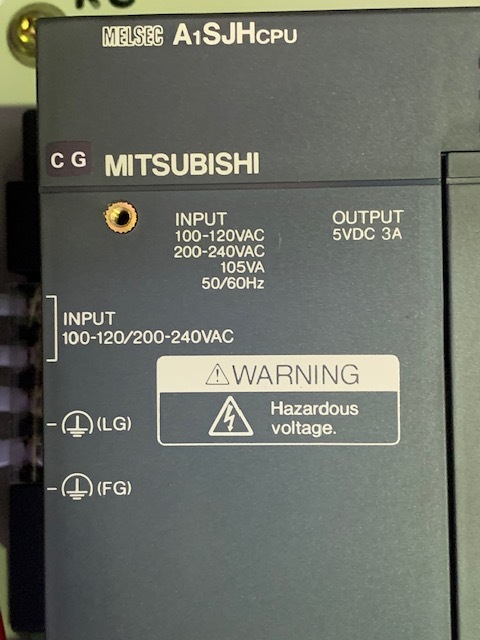 MELSEC A1SJHCPU
CG MITSUBISHI
INPUT
100-120VAC
200-240VAC
105VA
50/60Hz
OUTPUT
5VDC 3A
INPUT
100-120/200-240VAC
⚠WARNING
Hazardous
voltage.
(LG)
(FG)